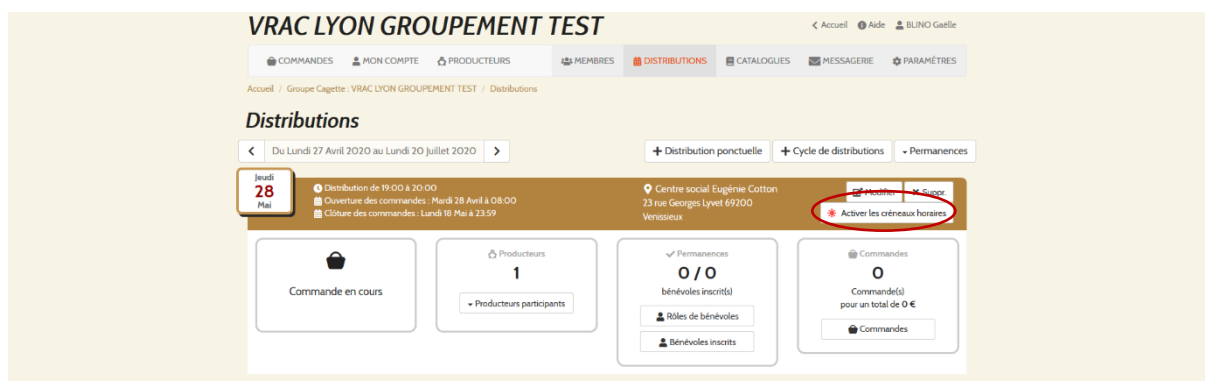 VRAC LYON GROUPEMENT TEST
Accueil Aide BLINO Gaëlle
COMMANDES MON COMPTE PRODUCTEURS MEMBRES DISTRIBUTIONS CATALOGUES MESSAGERIE PARAMÈTRES
Accueil / Groupe Cagette : VRAC LYON GROUPEMENT TEST / Distributions
Distributions
Du Lundi 27 Avril 2020 au Lundi 20 Juillet 2020
+ Distribution ponctuelle + Cycle de distributions Permanences
Jeudi
28
Mai
Distribution de 19:00 à 20:00
Ouverture des commandes : Mardi 28 Avril à 08:00
Clôture des commandes : Lundi 18 Mai à 23:59
Centre social Eugénie Cotton
23 rue Georges Lyvet 69200
Venissieux
Modifier Suppr.
Activer les créneaux horaires
Commande en cours
Producteurs
1
Producteurs participants
Permanences
0 / 0
bénévoles inscrit(s)
Rôles de bénévoles
Bénévoles inscrits
Commandes
0
Commande(s)
pour un total de 0 €
Commandes